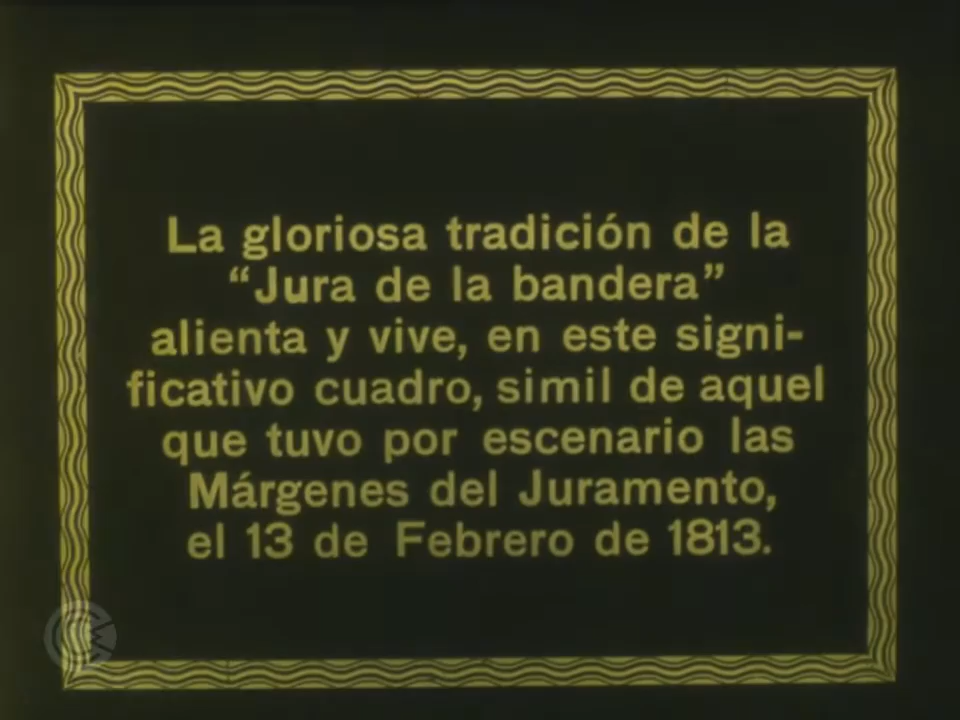 La gloriosa tradición de la
“Jura de la bandera”
alienta y vive, en este signi-
ficativo cuadro, simil de aquel
que tuvo por escenario las
Márgenes del Juramento,
el 13 de Febrero de 1813.